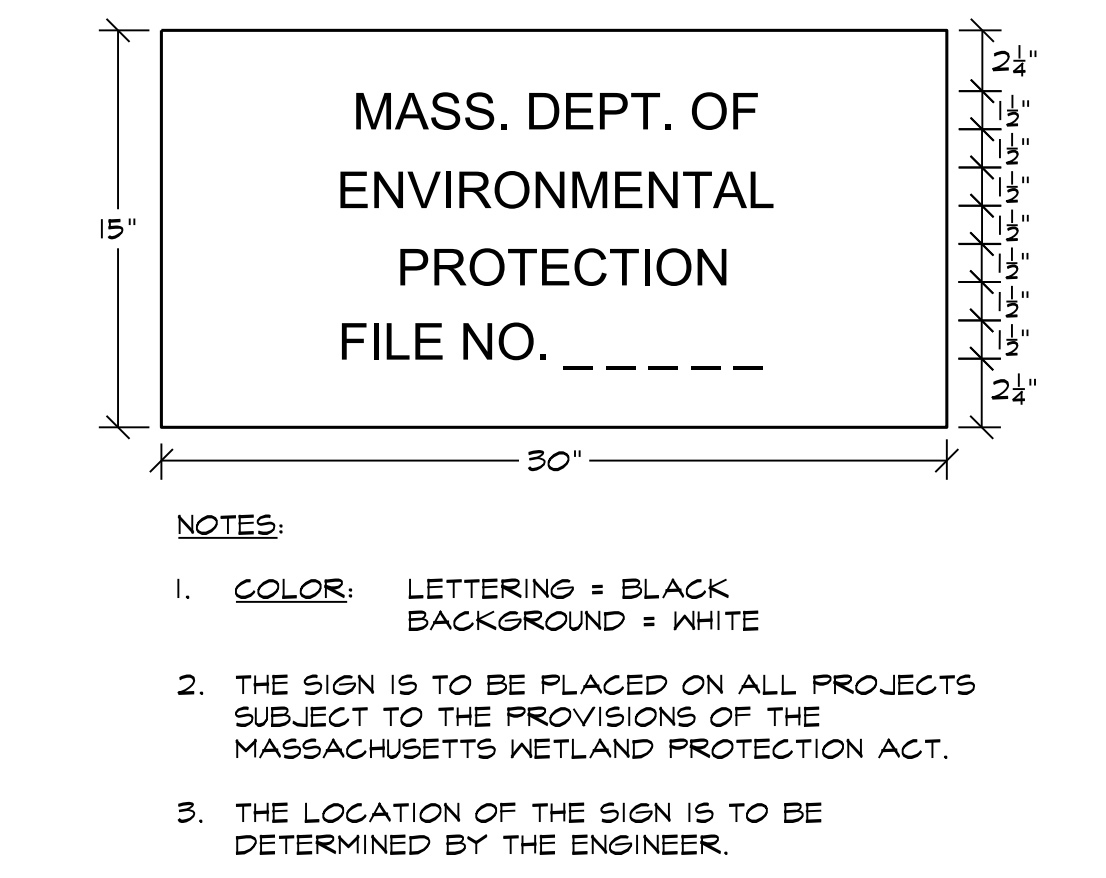 MASS. DEPT. OF
ENVIRONMENTAL
PROTECTION
FILE NO. _ _ _ _ _
15"
30"
2¼"
1½"
1½"
1½"
1½"
1½"
1½"
1½"
2¼"
NOTES:
1. COLOR: LETTERING = BLACK
BACKGROUND = WHITE
2. THE SIGN IS TO BE PLACED ON ALL PROJECTS
SUBJECT TO THE PROVISIONS OF THE
MASSACHUSETTS WETLAND PROTECTION ACT.
3. THE LOCATION OF THE SIGN IS TO BE
DETERMINED BY THE ENGINEER.